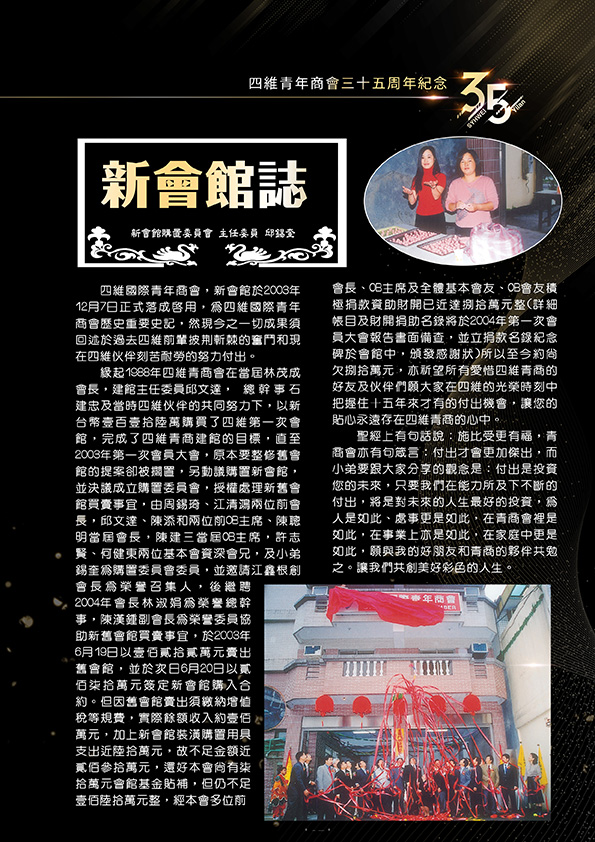 四維青年商會三十五周年紀念
35
SYHWEI
Titan
新會館誌
新會館購置委員會 主任委員 邱錫奎
四維國際青年商會，新會館於2003年
12月7日正式落成啓用，為四維國際青年
商會歷史重要史記，然現今之一切成果須
回述於過去四維前輩披荆斬棘的奮鬥和現
在四維伙伴刻苦耐勞的努力付出。
緣起1988年四維青商會在當屆林茂成
會長，建館主任委員邱文達， 總幹事石
建忠及當時四維伙伴的共同努力下，以新
台幣壹百壹拾陸萬購買了四維第一次會
館，完成了四維青商建館的目標，直至
2003年第一次會員大會，原本要整修舊會
館的提案卻被擱置，另動議購置新會館，
並決議成立購置委員會，授權處理新舊會
館買賣事宜，由周錫琦、江清鴻兩位前會
長，邱文達、陳添和兩位前OB主席、陳聰
明當屆會長，陳建三當屆OB主席，許志
賢、何健東兩位基本會資深會兄，及小弟
錫奎為購置委員會委員，並邀請江鑫根創
會長為榮譽召集人，後繼聘
2004年會長林淑娟為榮譽總幹
事，陳漢鍾副會長為榮譽委員協
助新舊會館買賣事宜，於2003年
6月19日以壹佰貳拾貳萬元賣出
舊會館，並於次日6月20日以貳
佰柒拾萬元簽定新會館購入合
約。但因舊會館賣出須繳納增值
稅等規費，實際餘額收入約壹佰
萬元，加上新會館裝潢購置用具
支出近陸拾萬元，故不足金額近
貳佰參拾萬元，還好本會尚有柒
拾萬元會館基金貼補，但仍不足
壹佰陸拾萬元整，經本會多位前
會長、OB主席及全體基本會友、OB會友積
極捐款資助財開已近達捌拾萬元整(詳細
帳目及財開捐助名錄將於2004年第一次會
員大會報告書面備查，並立捐款名錄紀念
碑於會館中，頒發感謝狀)所以至今約尚
欠捌拾萬元，亦祈望所有愛惜四維青商的
好友及伙伴們願大家在四維的光榮時刻中
把握住十五年來才有的付出機會，讓您的
貼心永遠存在四維青商的心中。
聖經上有句話說：施比受更有福，青
商會亦有句箴言：付出才會更加傑出，而
小弟要跟大家分享的觀念是：付出是投資
您的未來，只要我們在能力所及下不斷的
付出，將是對未來的人生最好的投資，為
人是如此、處事更是如此，在青商會裡是
如此，在事業上亦是如此，在家庭中更是
如此，願與我的好朋友和青商的夥伴共勉
之。讓我們共創美好彩色的人生。
青年商會